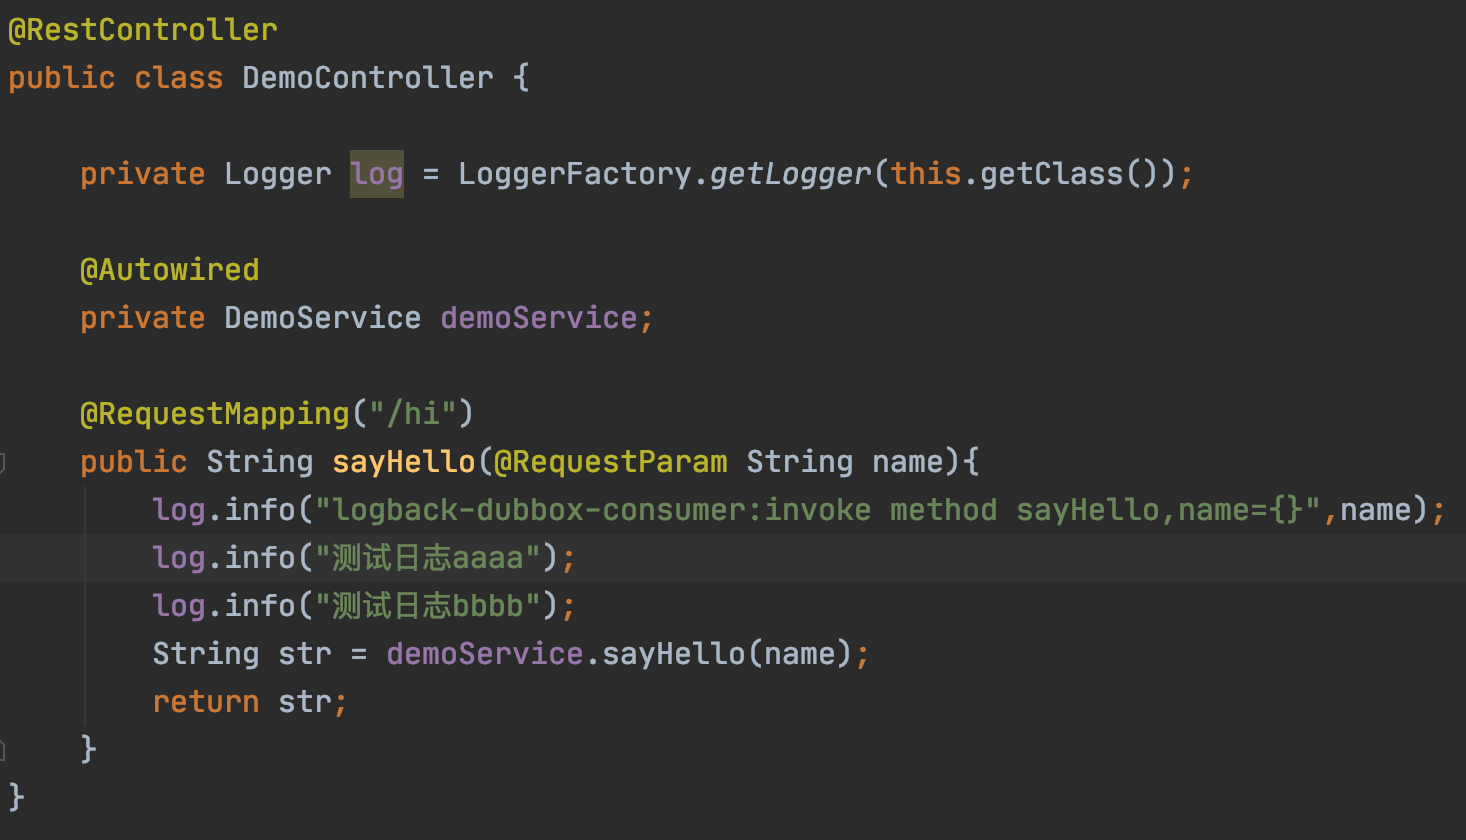 @RestController
public class DemoController {
private Logger log = LoggerFactory.getLogger(this.getClass());
@Autowired
private DemoService demoService;
@RequestMapping("/hi")
public String sayHello(@RequestParam String name){
log.info("logback-dubbox-consumer:invoke method sayHello,name={}",name);
log.info("测试日志aaaa");
log.info("测试日志bbbb");
String str = demoService.sayHello(name);
return str;
}
}